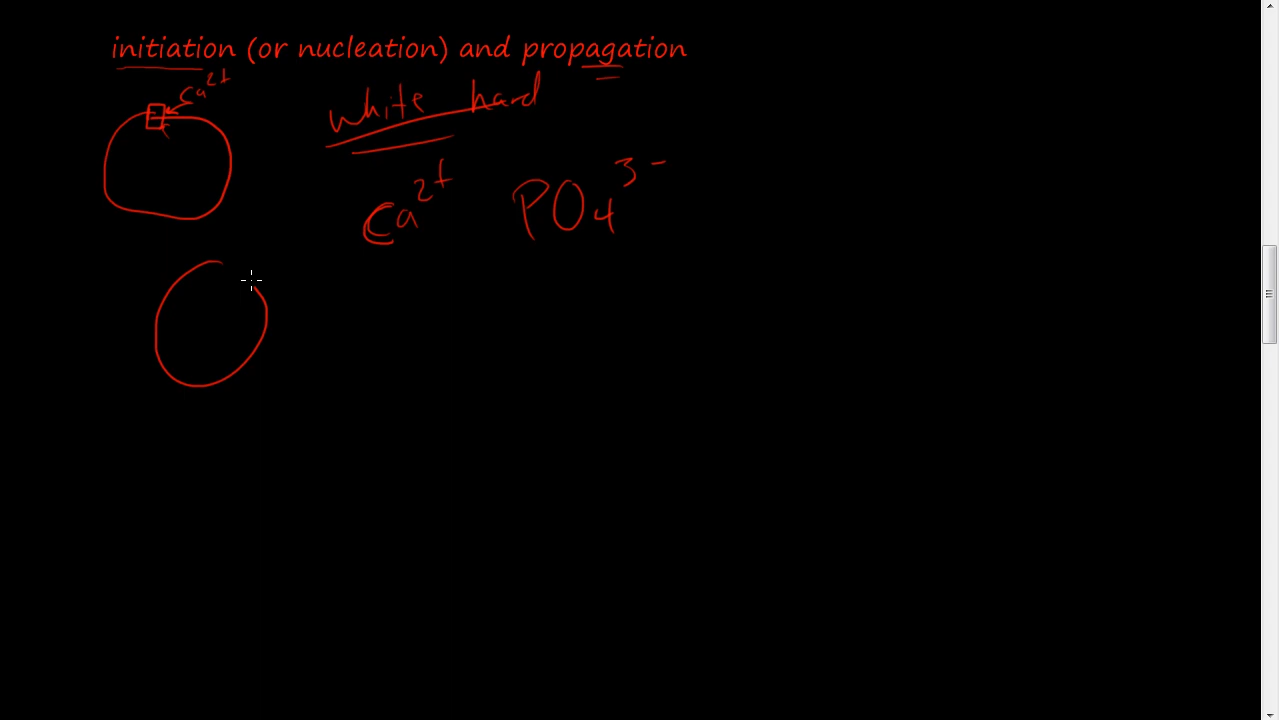 initiation (or nucleation) and propagation
Ca²⁺
white hard
Ca²⁺ PO₄³⁻